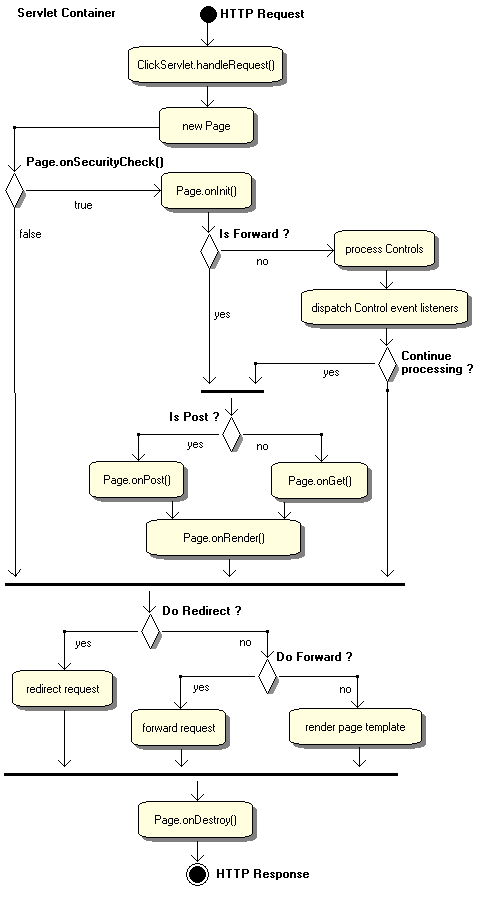 Servlet Container
HTTP Request
ClickServlet.handleRequest()
new Page
Page.onSecurityCheck()
true
Page.onInit()
false
Is Forward ?
no
process Controls
dispatch Control event listeners
yes
Continue
processing ?
yes
Is Post ?
yes
no
Page.onPost()
Page.onGet()
Page.onRender()
Do Redirect ?
yes
no
Do Forward ?
redirect request
yes
no
forward request
render page template
Page.onDestroy()
HTTP Response